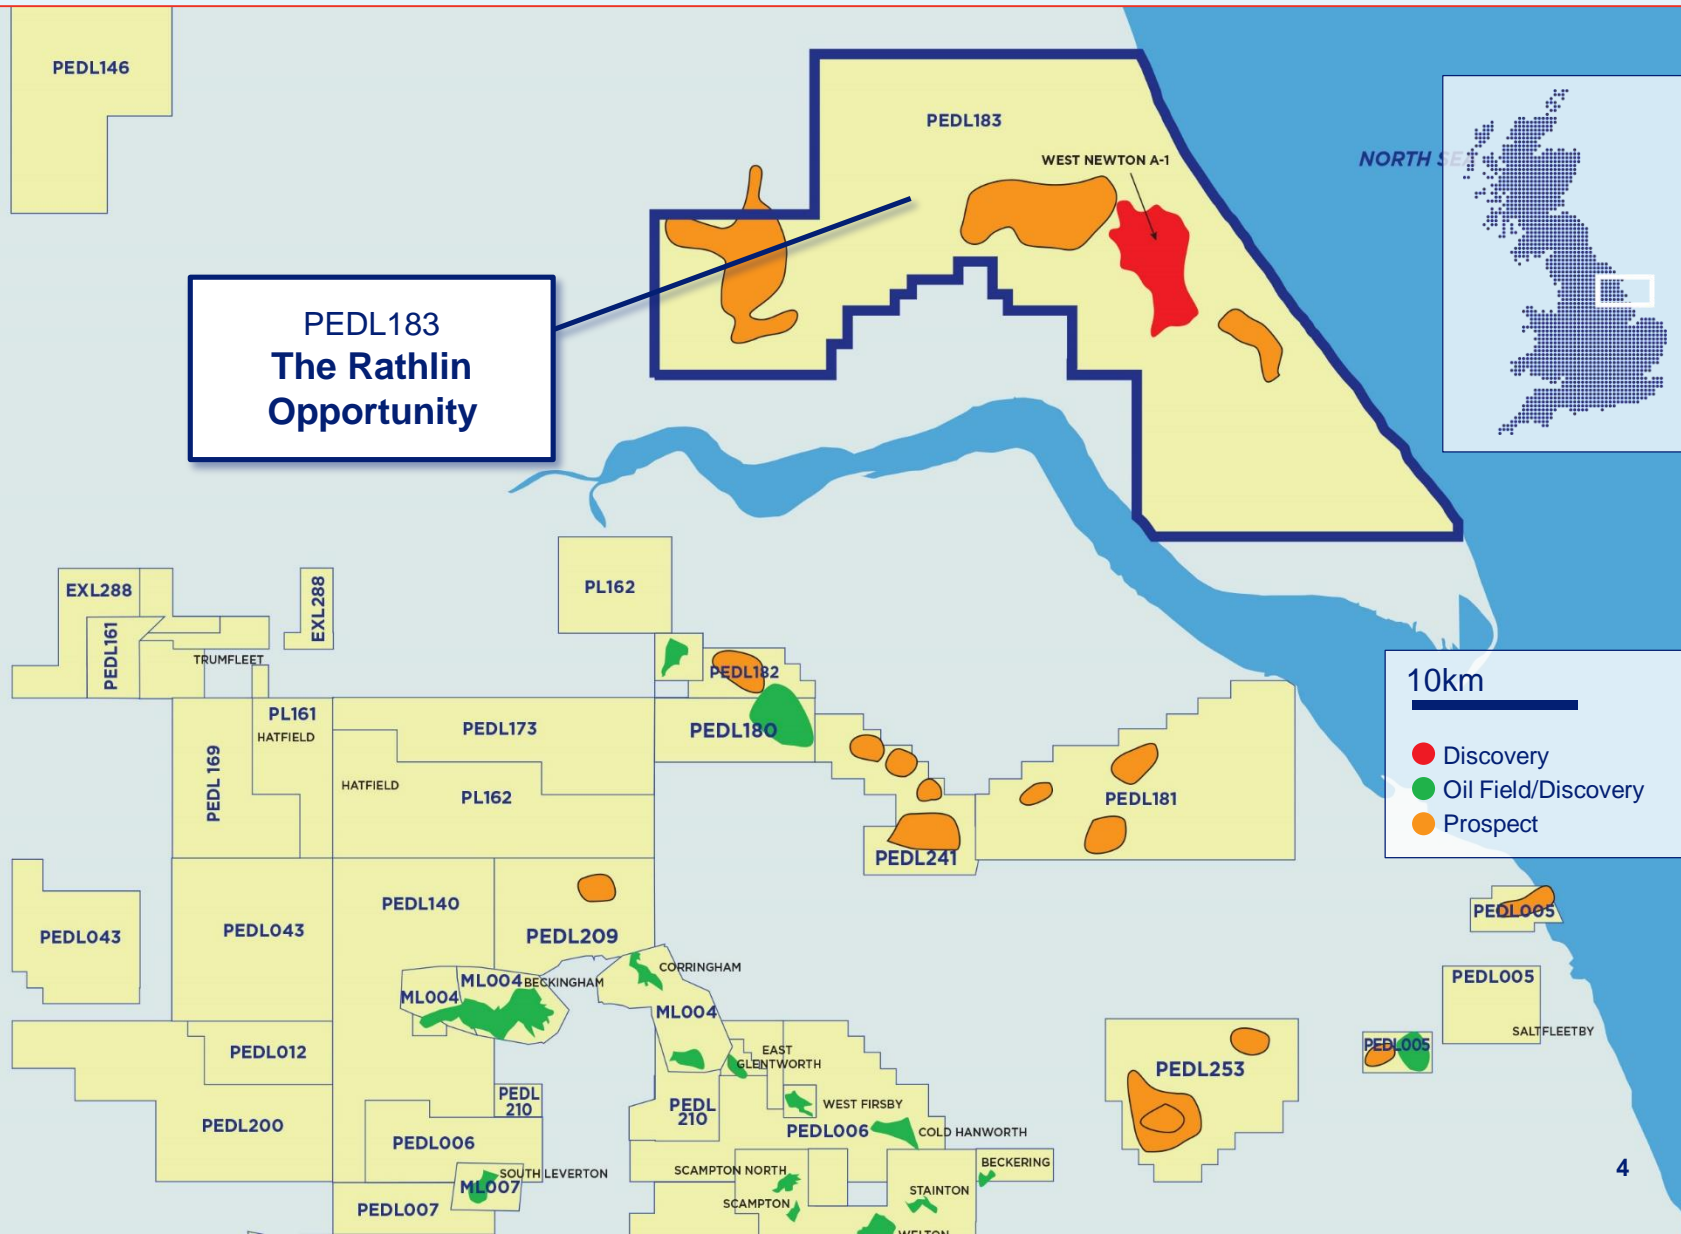 PEDL146
PEDL183
WEST NEWTON A-1
NORTH SEA
PEDL183
The Rathlin
Opportunity
PL162
EXL288
EXL288
PEDL161
TRUMFLEET
PEDL182
10km
PL161
HATFIELD
PEDL173
PEDL180
Discovery
Oil Field/Discovery
Prospect
PEDL 169
HATFIELD
PL162
PEDL181
PEDL241
PEDL043
PEDL043
PEDL140
PEDL209
PEDL005
CORRINGHAM
ML004
BECKINGHAM
ML004
PEDL005
ML004
SALTFLEETBY
PEDL012
EAST
GLENTWORTH
PEDL005
PEDL253
PEDL
210
PEDL
210
WEST FIRSBY
PEDL200
PEDL006
PEDL006
COLD HANWORTH
SOUTH LEVERTON
SCAMPTON NORTH
BECKERING
4
ML007
STAINTON
PEDL007
SCAMPTON
WELTON